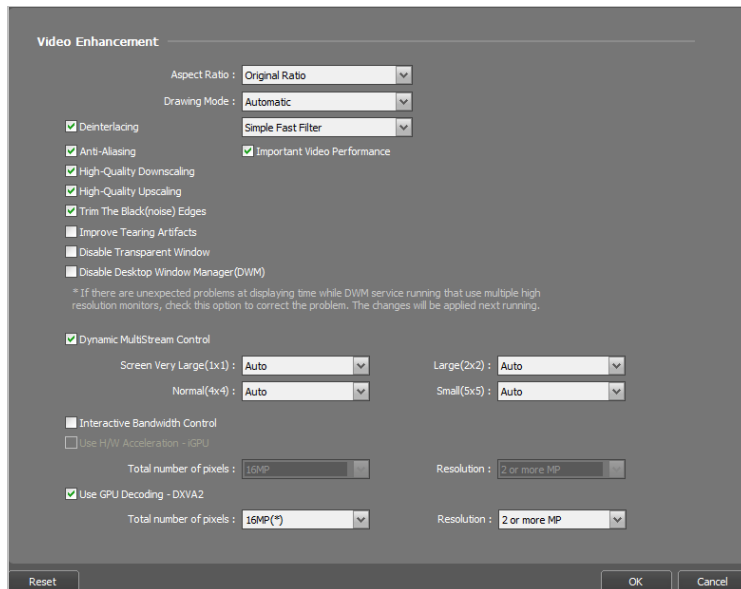 Video Enhancement
Aspect Ratio : Original Ratio
Drawing Mode : Automatic
Deinterlacing Simple Fast Filter
Anti-Aliasing Important Video Performance
High-Quality Downscaling
High-Quality Upscaling
Trim The Black(noise) Edges
Improve Tearing Artifacts
Disable Transparent Window
Disable Desktop Window Manager(DWM)
* If there are unexpected problems at displaying time while DWM service running that use multiple high
resolution monitors, check this option to correct the problem. The changes will be applied next running.
Dynamic MultiStream Control
Screen Very Large(1x1) : Auto Large(2x2) : Auto
Normal(4x4) : Auto Small(5x5) : Auto
Interactive Bandwidth Control
Use H/W Acceleration - iGPU
Total number of pixels : 16MP Resolution : 2 or more MP
Use GPU Decoding - DXVA2
Total number of pixels : 16MP(*) Resolution : 2 or more MP
Reset OK Cancel